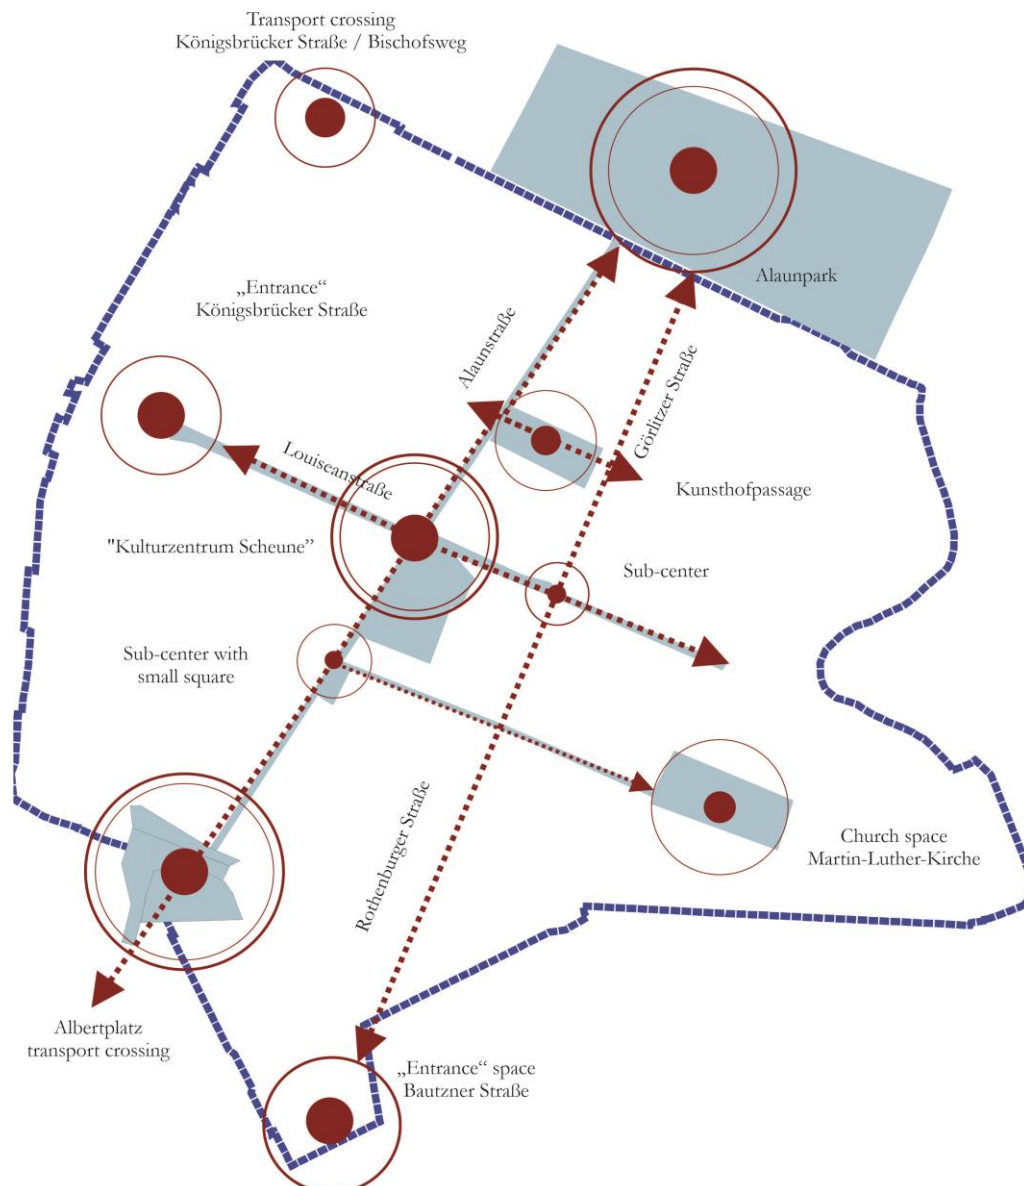 Transport crossing
Königsbrücker Straße / Bischofsweg
Alaunpark
„Entrance“
Königsbrücker Straße
Alaunstraße
Görlitzer Straße
Louiseanstraße
Kunsthofpassage
"Kulturzentrum Scheune”
Sub-center
Sub-center with
small square
Rothenburger Straße
Church space
Martin-Luther-Kirche
Albertplatz
transport crossing
„Entrance“ space
Bautzner Straße